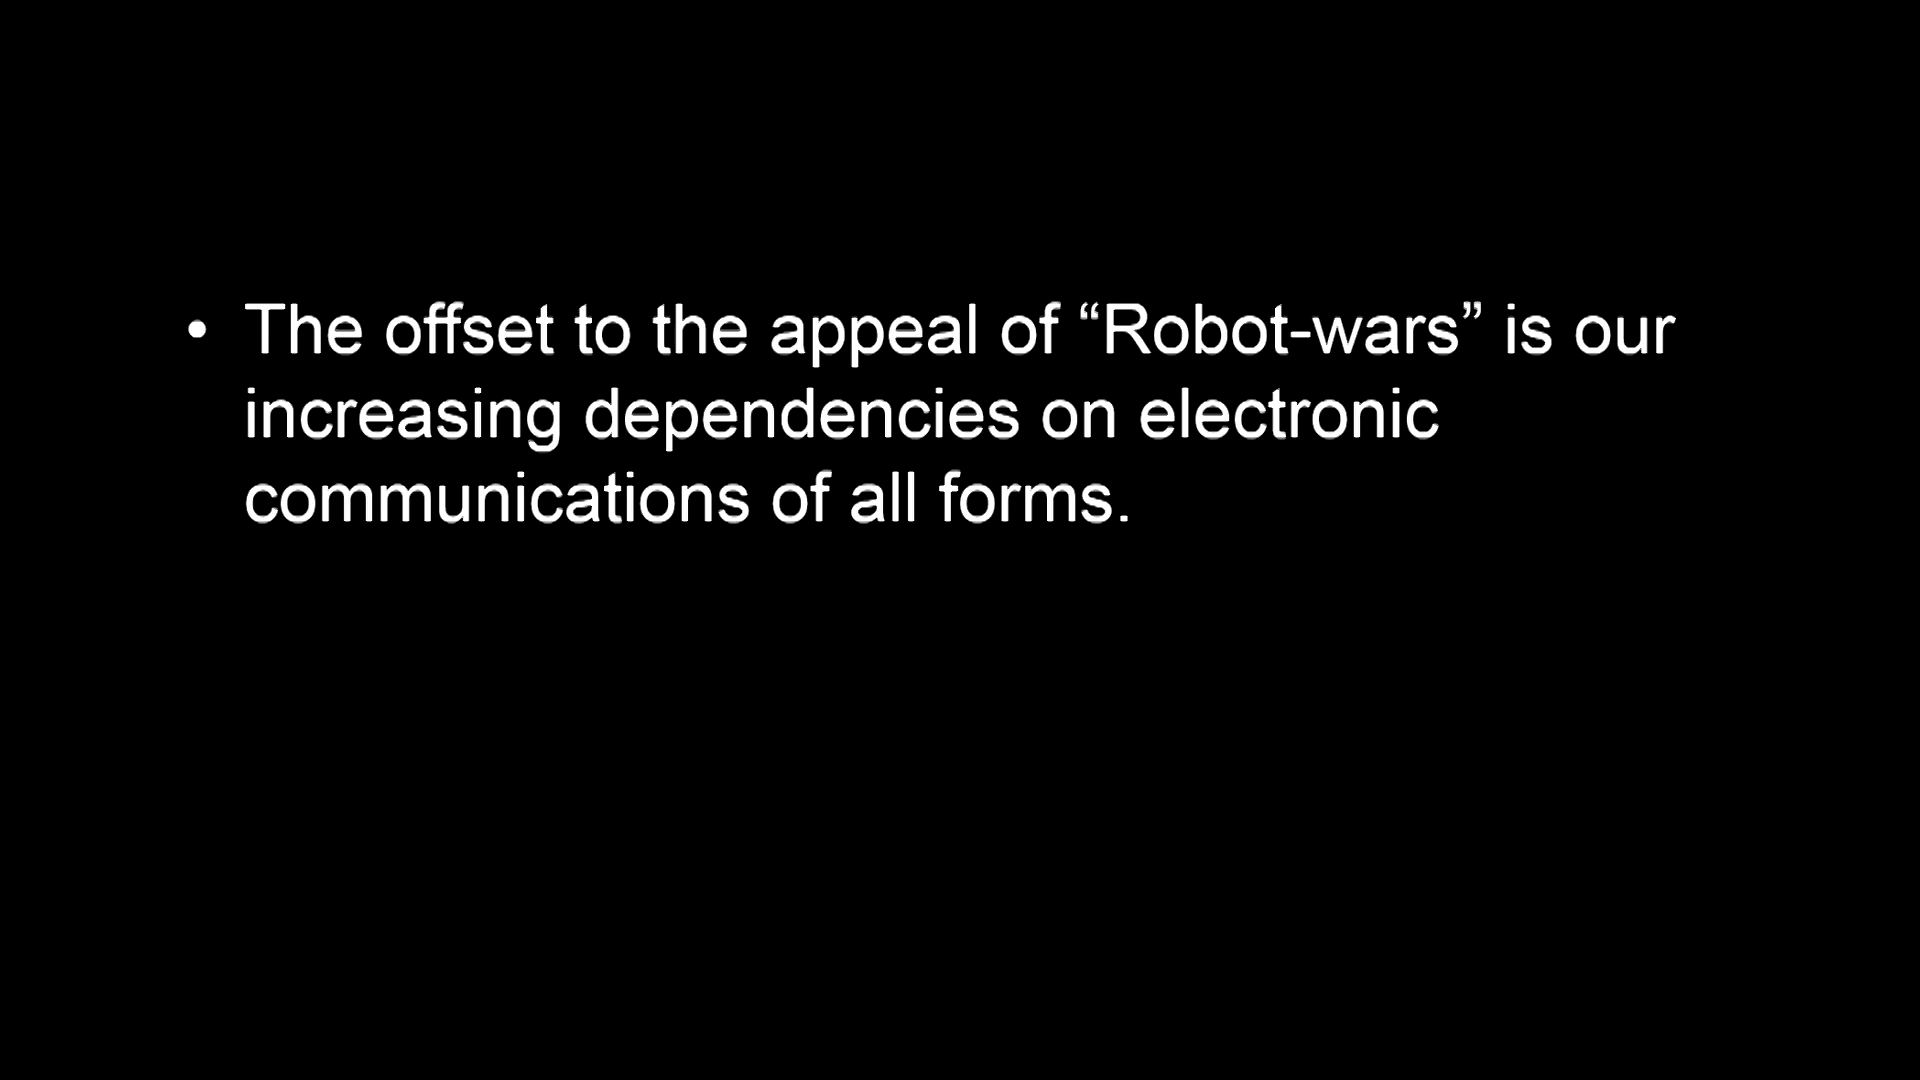 • The offset to the appeal of “Robot-wars” is our
increasing dependencies on electronic
communications of all forms.